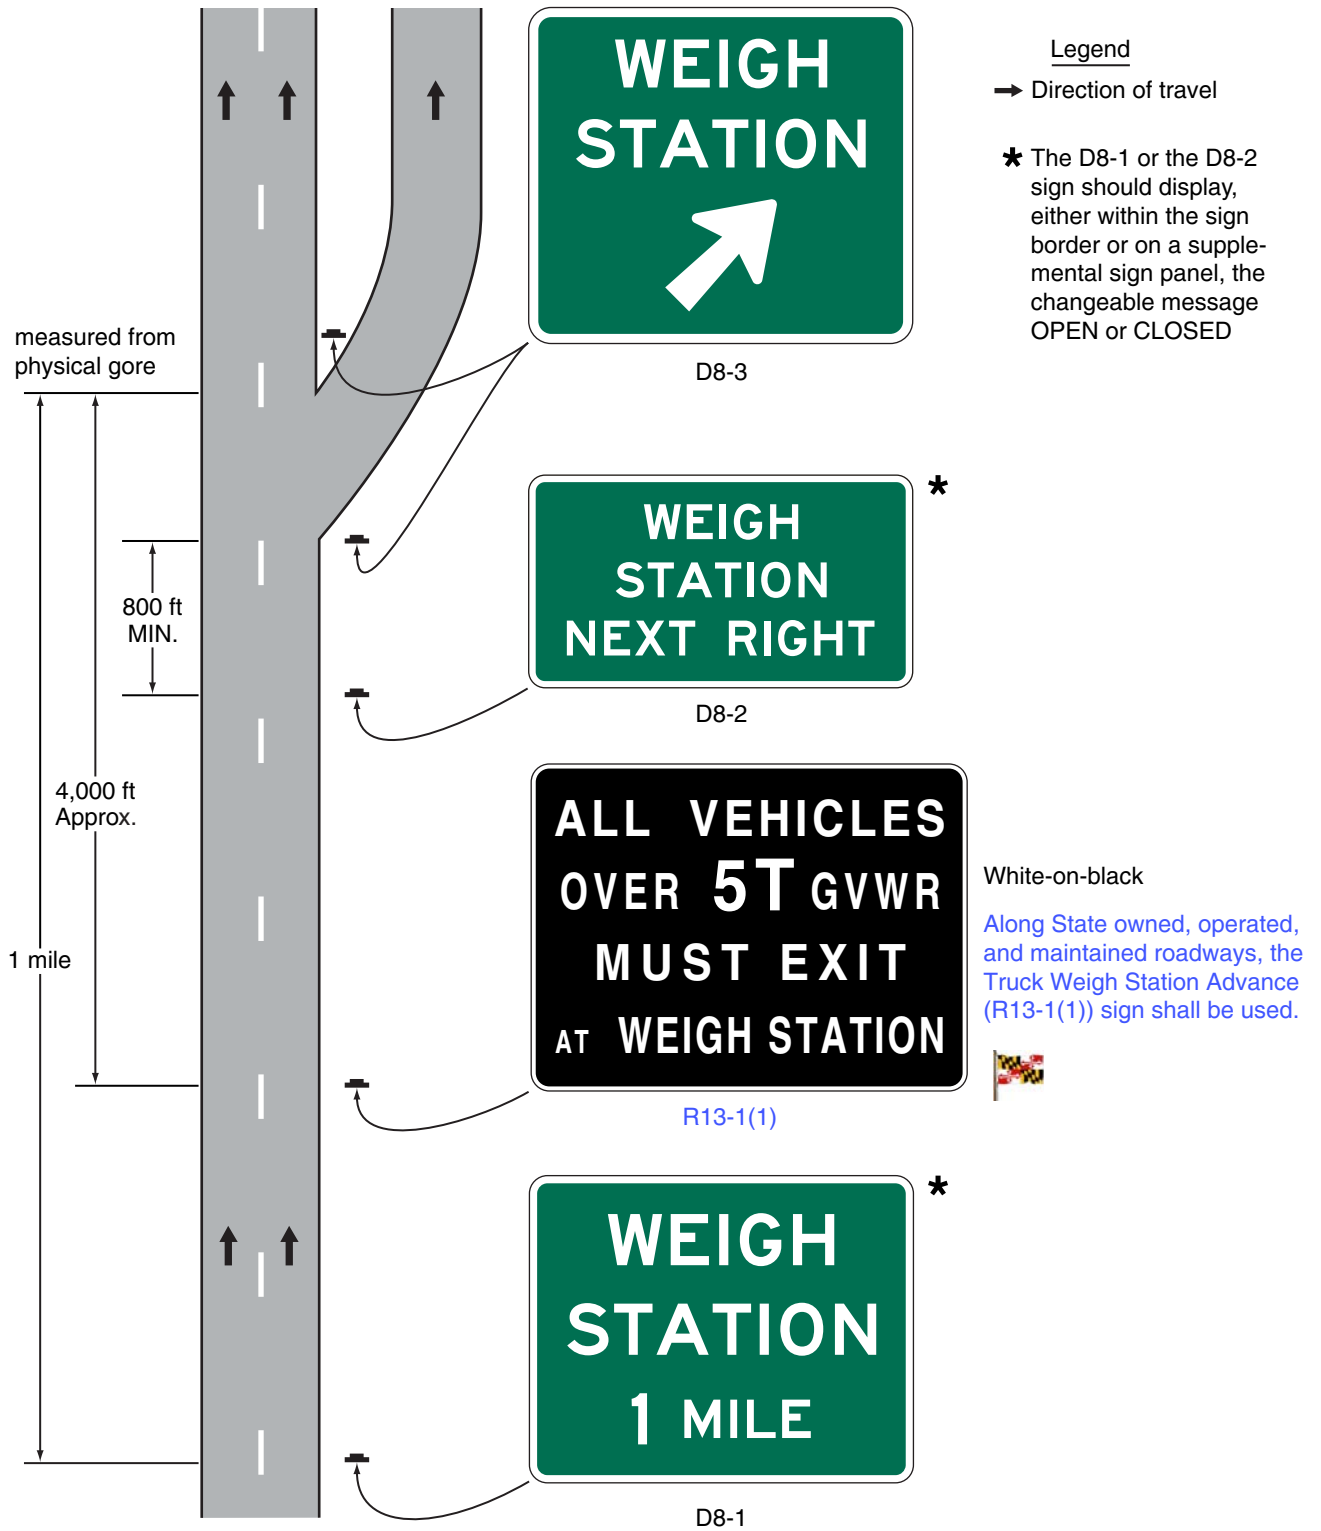 WEIGH
STATION
D8-3
Legend
Direction of travel
* The D8-1 or the D8-2
sign should display,
either within the sign
border or on a supple-
mental sign panel, the
changeable message
OPEN or CLOSED
measured from
physical gore
WEIGH
STATION
NEXT RIGHT
*
D8-2
800 ft
MIN.
4,000 ft
Approx.
1 mile
ALL VEHICLES
OVER 5T GVWR
MUST EXIT
AT WEIGH STATION
R13-1(1)
White-on-black
Along State owned, operated,
and maintained roadways, the
Truck Weigh Station Advance
(R13-1(1)) sign shall be used.
WEIGH
STATION
1 MILE
*
D8-1